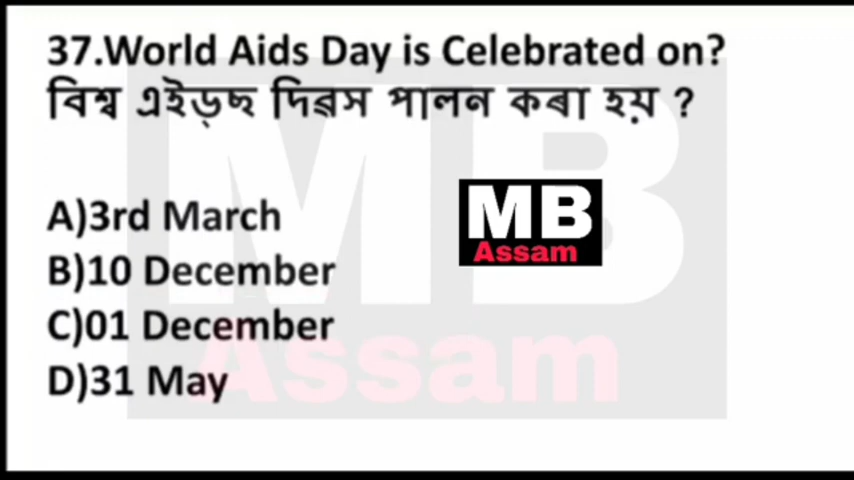 37.World Aids Day is Celebrated on?
বিশ্ব এইড্ছ দিৱস পালন কৰা হয় ?
A)3rd March
B)10 December
C)01 December
D)31 May
MB
Assam
MB
Assam